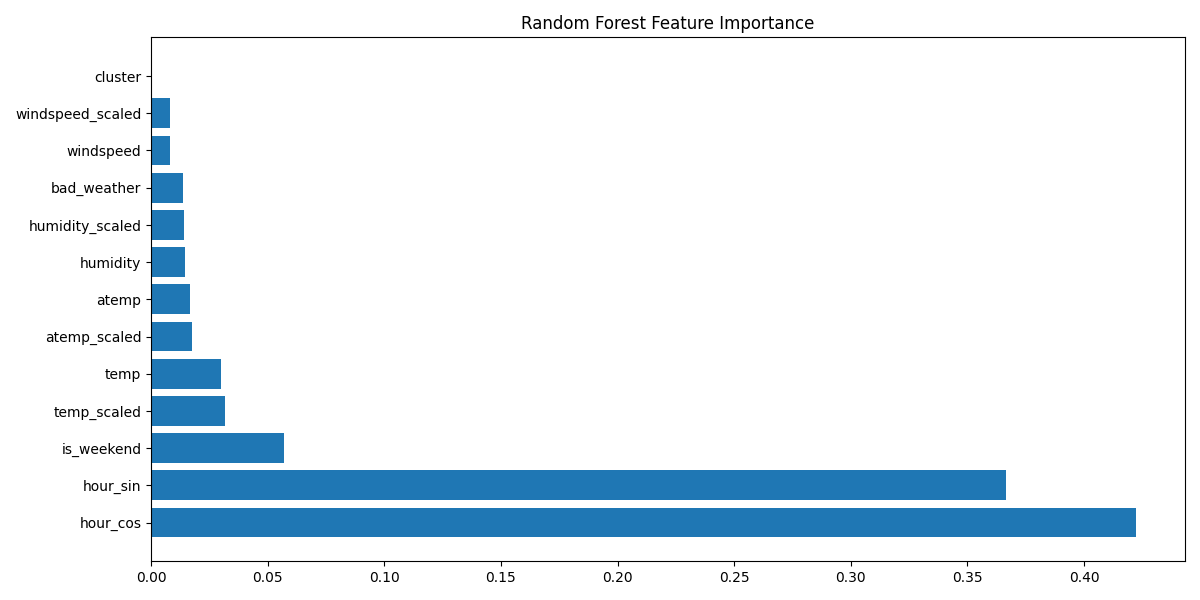 Random Forest Feature Importance
cluster
windspeed_scaled
windspeed
bad_weather
humidity_scaled
humidity
atemp
atemp_scaled
temp
temp_scaled
is_weekend
hour_sin
hour_cos
0.00 0.05 0.10 0.15 0.20 0.25 0.30 0.35 0.40